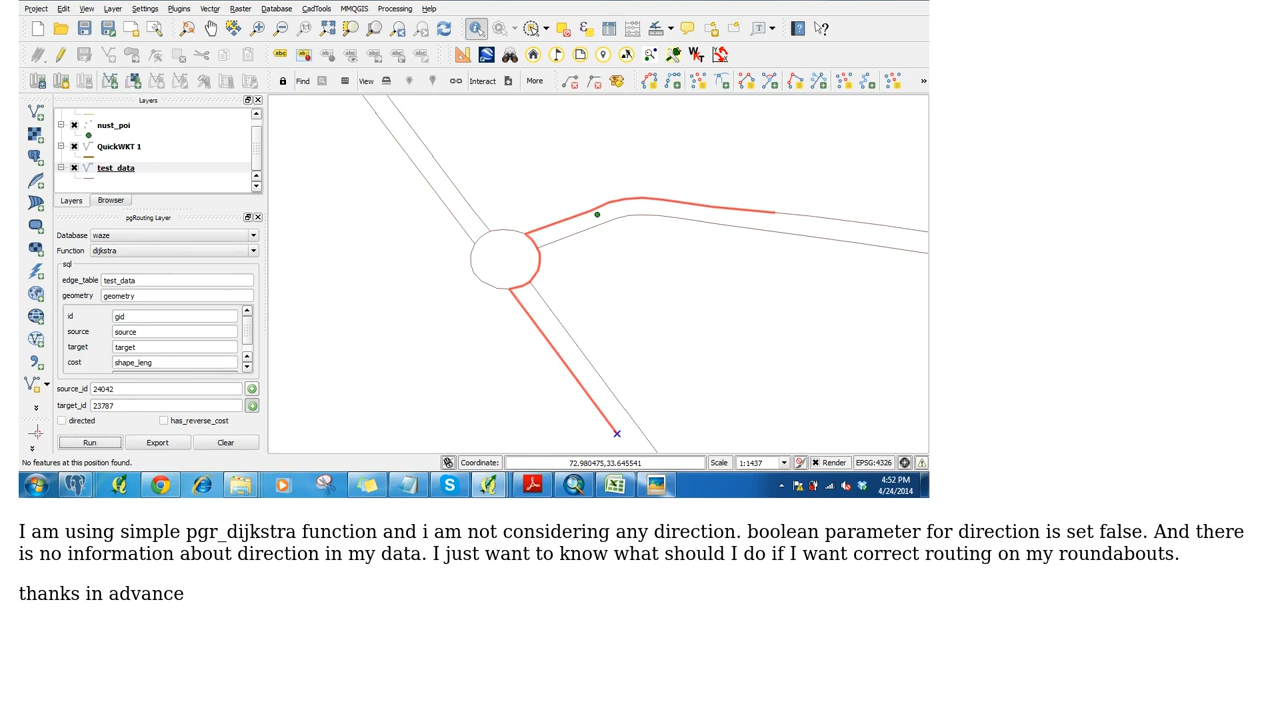 Project Edit View Layer Settings Plugins Vector Raster Database CadTools MMQGIS Processing Help
Find View Interact More »
Layers
nust_poi
QuickWKT 1
test_data
Layers Browser
pgRouting Layer
Database waze
Function dijkstra
sql
edge_table test_data
geometry geometry
id gid
source source
target target
cost shape_leng
source_id 24042
target_id 23787
directed has_reverse_cost
Run Export Clear
No features at this position found. Coordinate: 72.980475,33.645541 Scale 1:1437 Render EPSG:4326
4:52 PM
4/24/2014
I am using simple pgr_dijkstra function and i am not considering any direction. boolean parameter for direction is set false. And there
is no information about direction in my data. I just want to know what should I do if I want correct routing on my roundabouts.
thanks in advance